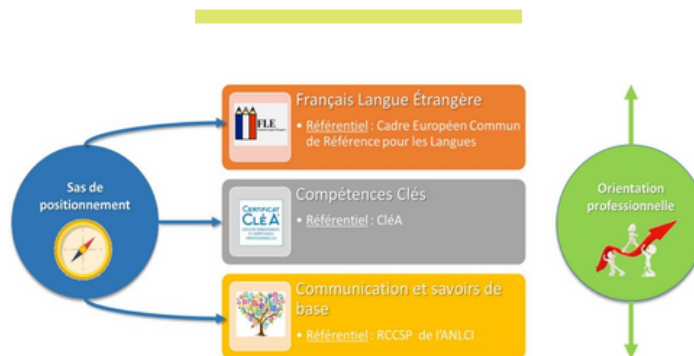 Sas de
positionnement
FLE
Français Langue Étrangère
• Référentiel : Cadre Européen Commun
de Référence pour les Langues
CERTIFICAT
CléA
Compétences Clés
• Référentiel : CléA
Communication et savoirs de
base
• Référentiel : RCCSP de l'ANLCI
Orientation
professionnelle